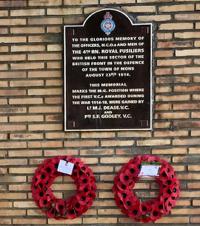 TO THE GLORIOUS MEMORY OF
THE OFFICERS, N.C.O.s AND MEN OF
THE 4TH BN. ROYAL FUSILIERS
WHO HELD THIS SECTOR OF THE
BRITISH FRONT IN THE DEFENCE
OF THE TOWN OF MONS
AUGUST 23RD 1914.
THIS MEMORIAL
MARKS THE M.G. POSITION WHERE
THE FIRST V.C.s AWARDED DURING
THE WAR 1914-18, WERE GAINED BY
LT M.J. DEASE. V.C.
AND
PTE S.F. GODLEY. V.C.